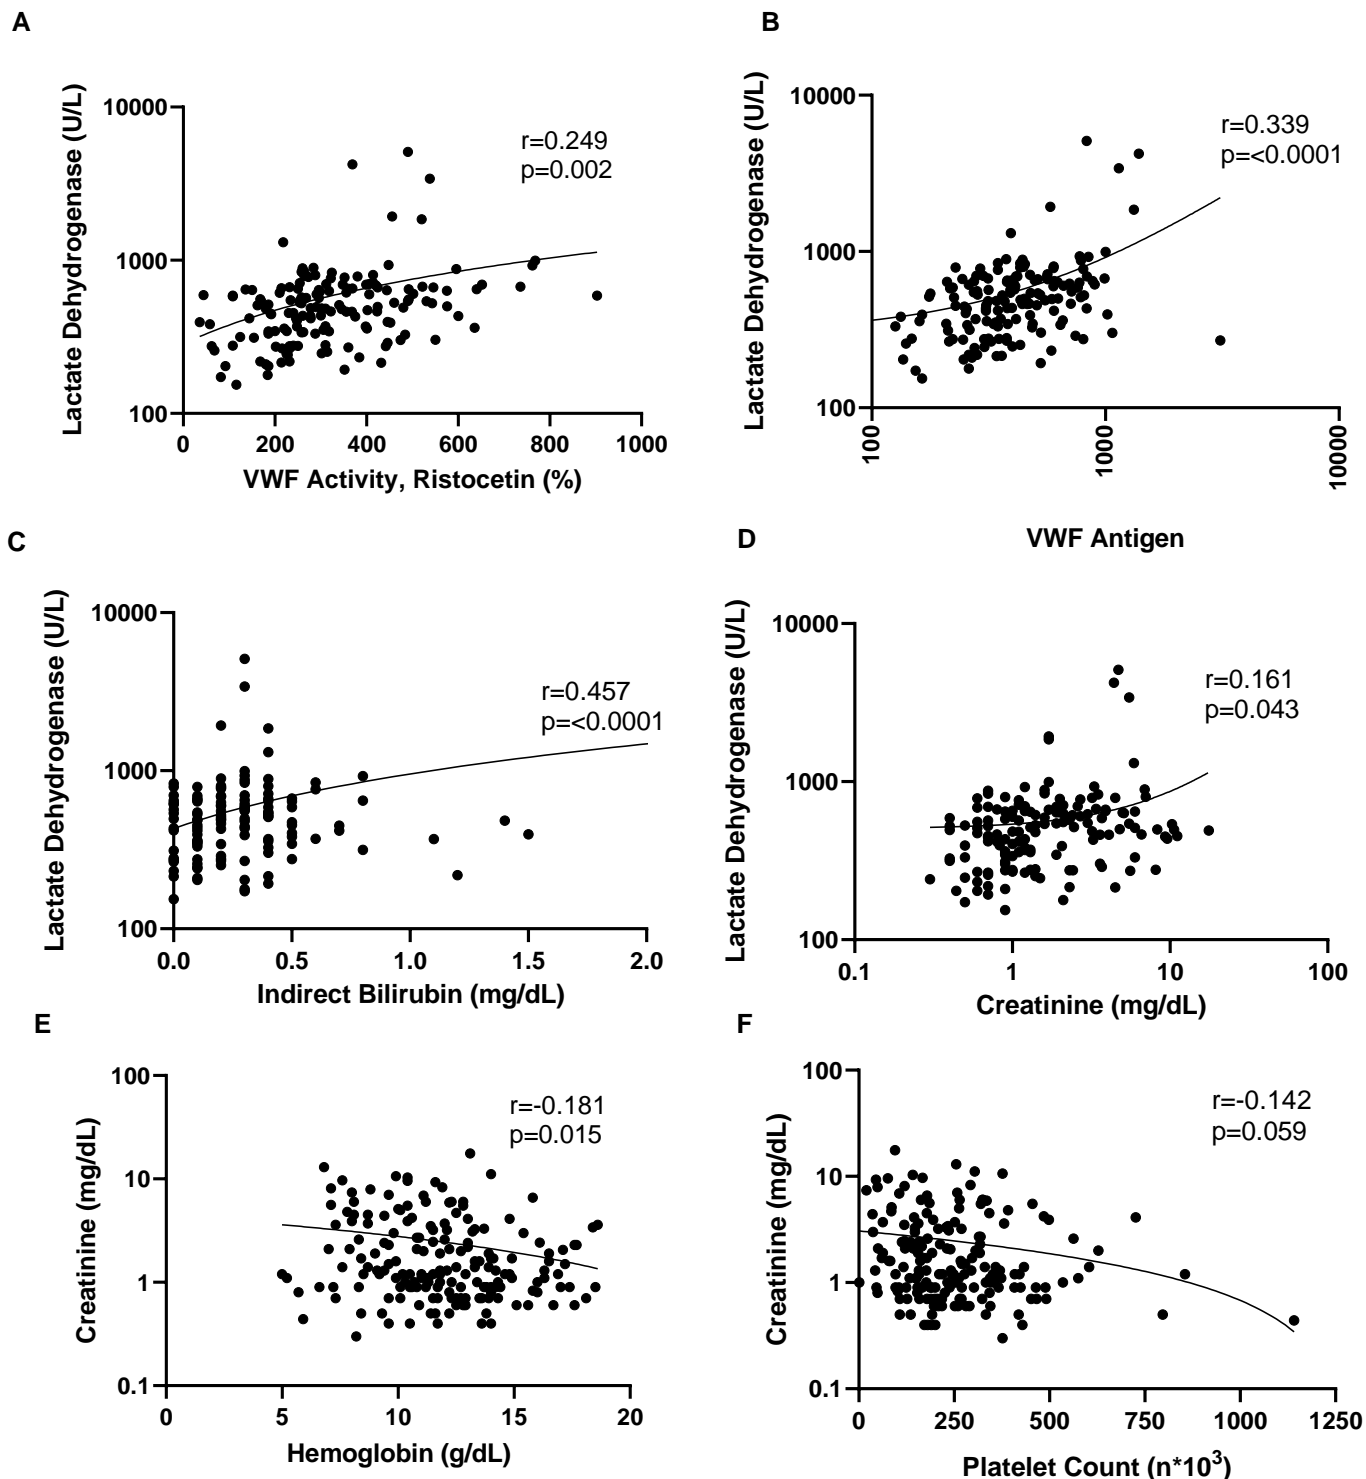 A
Lactate Dehydrogenase (U/L)
10000
1000
100
r=0.249
p=0.002
0 200 400 600 800 1000
VWF Activity, Ristocetin (%)
B
Lactate Dehydrogenase (U/L)
10000
1000
100
r=0.339
p=<0.0001
100 1000 10000
VWF Antigen
C
Lactate Dehydrogenase (U/L)
10000
1000
100
r=0.457
p=<0.0001
0.0 0.5 1.0 1.5 2.0
Indirect Bilirubin (mg/dL)
D
Lactate Dehydrogenase (U/L)
10000
1000
100
r=0.161
p=0.043
0.1 1 10 100
Creatinine (mg/dL)
E
Creatinine (mg/dL)
100
10
1
0.1
r=-0.181
p=0.015
0 5 10 15 20
Hemoglobin (g/dL)
F
Creatinine (mg/dL)
100
10
1
0.1
r=-0.142
p=0.059
0 250 500 750 1000 1250
Platelet Count (n*10³)